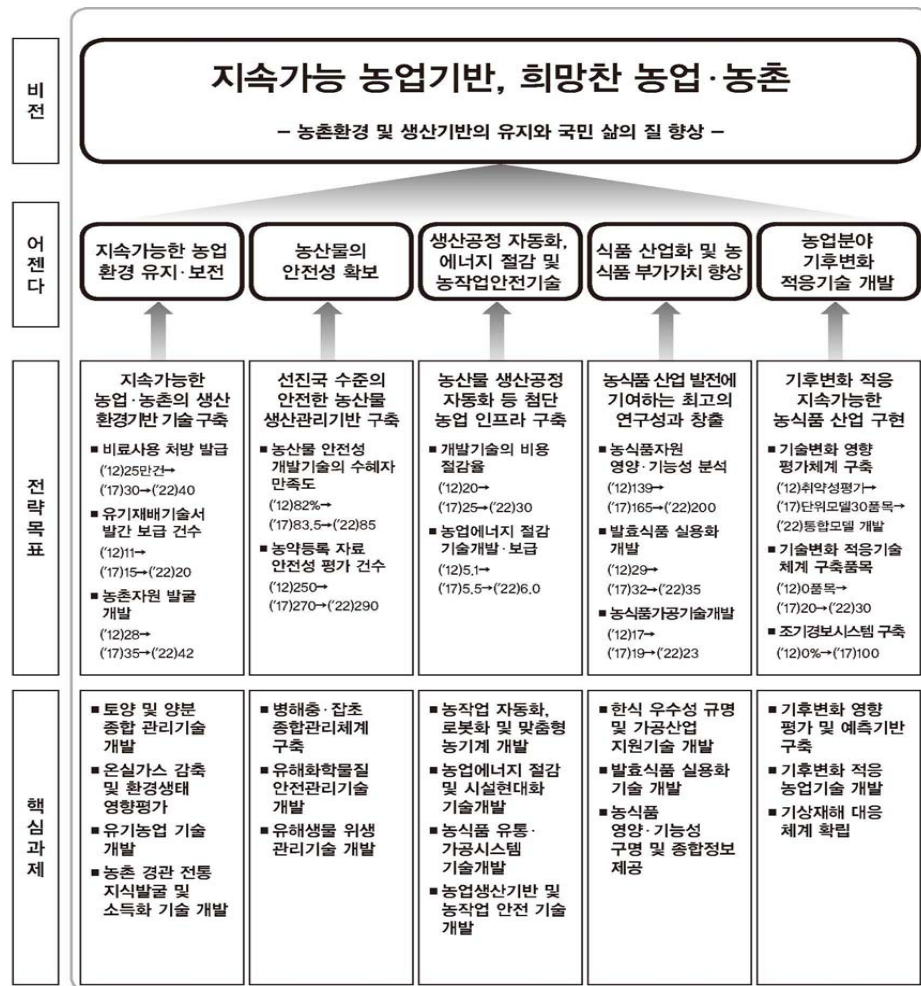 비전
지속가능 농업기반, 희망찬 농업·농촌
– 농촌환경 및 생산기반의 유지와 국민 삶의 질 향상 –
어젠다
지속가능한 농업
환경 유지·보전
농산물의
안전성 확보
생산공정 자동화,
에너지 절감 및
농작업안전기술
식품 산업화 및 농
식품 부가가치 향상
농업분야
기후변화
적응기술 개발
전략목표
지속가능한
농업·농촌의 생산
환경기반 기술 구축
■ 비료사용 처방 발급
('12)25만건→
('17)30→('22)40
■ 유기재배기술서
발간 보급 건수
('12)11→
('17)15→('22)20
■ 농촌자원 발굴
개발
('12)28→
('17)35→('22)42
선진국 수준의
안전한 농산물
생산관리기반 구축
■ 농산물 안전성
개발기술의 수혜자
만족도
('12)82%→
('17)83.5→('22)85
■ 농약등록 자료
안전성 평가 건수
('12)250→
('17)270→('22)290
농산물 생산공정
자동화 등 첨단
농업 인프라 구축
■ 개발기술의 비용
절감율
('12)20→
('17)25→('22)30
■ 농업에너지 절감
기술개발·보급
('12)5.1→
('17)5.5→('22)6.0
농식품 산업 발전에
기여하는 최고의
연구성과 창출
■ 농식품자원
영양·기능성 분석
('12)139→
('17)165→('22)200
■ 발효식품 실용화
개발
('12)29→
('17)32→('22)35
■ 농식품가공기술개발
('12)17→
('17)19→('22)23
기후변화 적응
지속가능한
농식품 산업 구현
■ 기술변화 영향
평가체계 구축
('12)취약성평가→
('17)단위모델30품목→
('22)통합모델 개발
■ 기술변화 적응기술
체계 구축품목
('12)0품목→
('17)20→('22)30
■ 조기경보시스템 구축
('12)0%→('17)100
핵심과제
■ 토양 및 양분
종합 관리기술
개발
■ 온실가스 감축
및 환경생태
영향평가
■ 유기농업 기술
개발
■ 농촌 경관 전통
지식발굴 및
소득화 기술 개발
■ 병해충·잡초
종합관리체계
구축
■ 유해화학물질
안전관리기술
개발
■ 유해생물 위생
관리기술 개발
■ 농작업 자동화,
로봇화 및 맞춤형
농기계 개발
■ 농업에너지 절감
및 시설현대화
기술개발
■ 농식품 유통·
가공시스템
기술개발
■ 농업생산기반 및
농작업 안전 기술
개발
■ 한식 우수성 규명
및 가공산업
지원기술 개발
■ 발효식품 실용화
기술 개발
■ 농식품
영양·기능성
구명 및 종합정보
제공
■ 기후변화 영향
평가 및 예측기반
구축
■ 기후변화 적응
농업기술 개발
■ 기상재해 대응
체계 확립